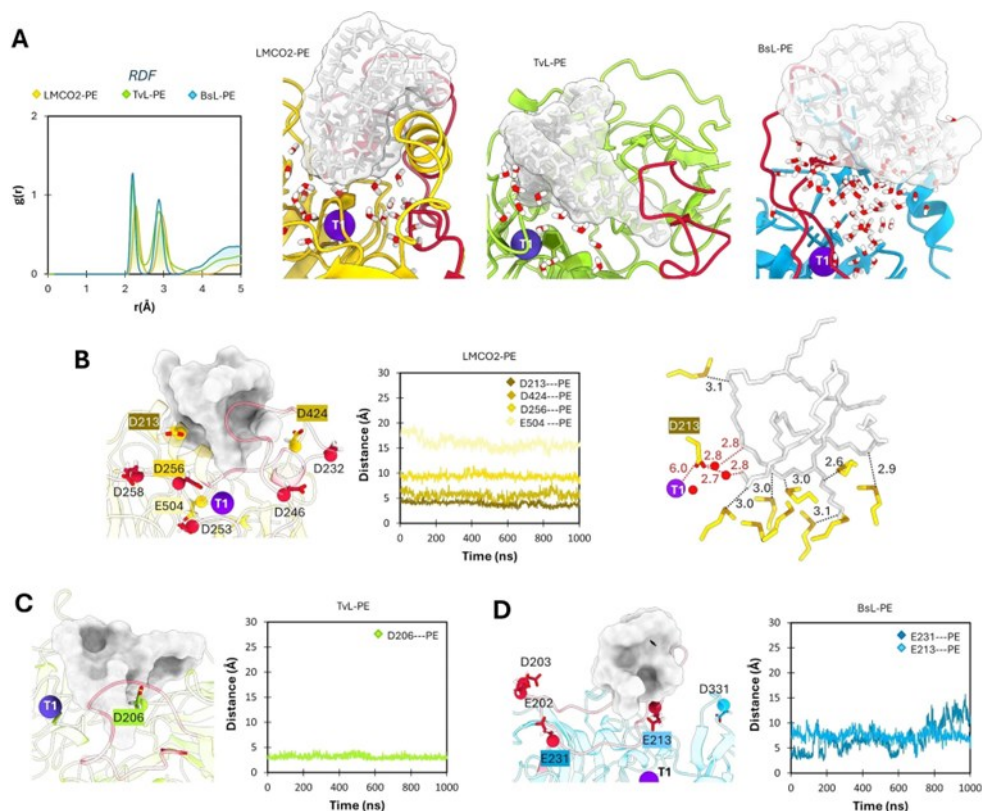 A
RDF
LMCO2-PE TvL-PE BsL-PE
2
1
0
g(r)
0 1 2 3 4 5
r(Å)
LMCO2-PE
T1
TvL-PE
T1
BsL-PE
T1
B
D213
D424
D256
D232
D258
E504
T1
D246
D253
LMCO2-PE
30
25
20
15
10
5
0
Distance (Å)
D213---PE
D424---PE
D256---PE
E504 ---PE
0 200 400 600 800 1000
Time (ns)
3.1
D213
2.8
6.0
2.8
2.7
T1
3.0
3.0
3.0
2.6
2.9
3.1
C
T1
D206
TvL-PE
30
25
20
15
10
5
0
Distance (Å)
D206---PE
0 200 400 600 800 1000
Time (ns)
D
D203
E202
D331
E231
E213
T1
BsL-PE
30
25
20
15
10
5
0
Distance (Å)
E231---PE
E213---PE
0 200 400 600 800 1000
Time (ns)